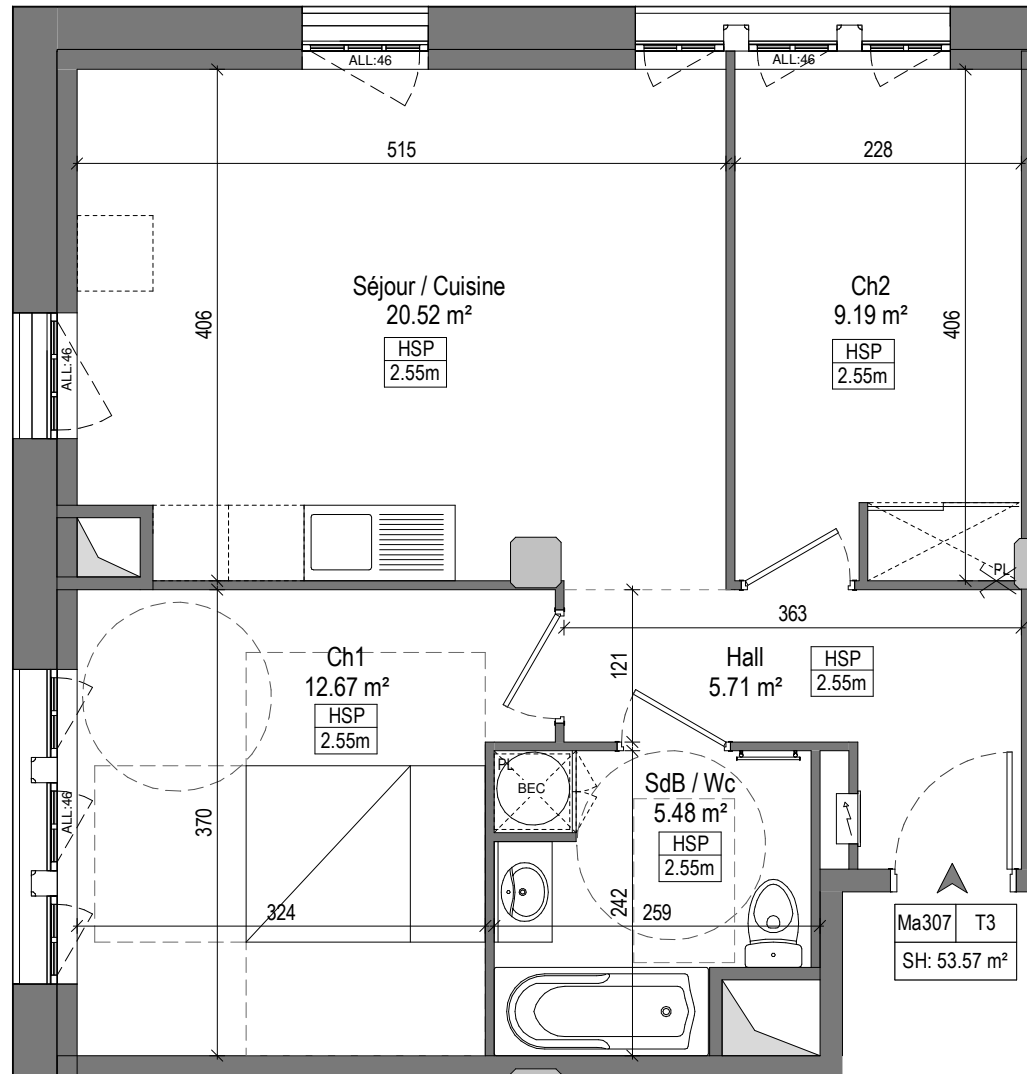 ALL:46
ALL:46
515
228
Séjour / Cuisine
20.52 m²
HSP
2.55m
406
Ch2
9.19 m²
HSP
2.55m
406
ALL:46
PL
363
Ch1
12.67 m²
HSP
2.55m
121
Hall
5.71 m²
HSP
2.55m
PL
BEC
SdB / Wc
5.48 m²
HSP
2.55m
ALL:46
370
324
242
259
Ma307 T3
SH: 53.57 m²